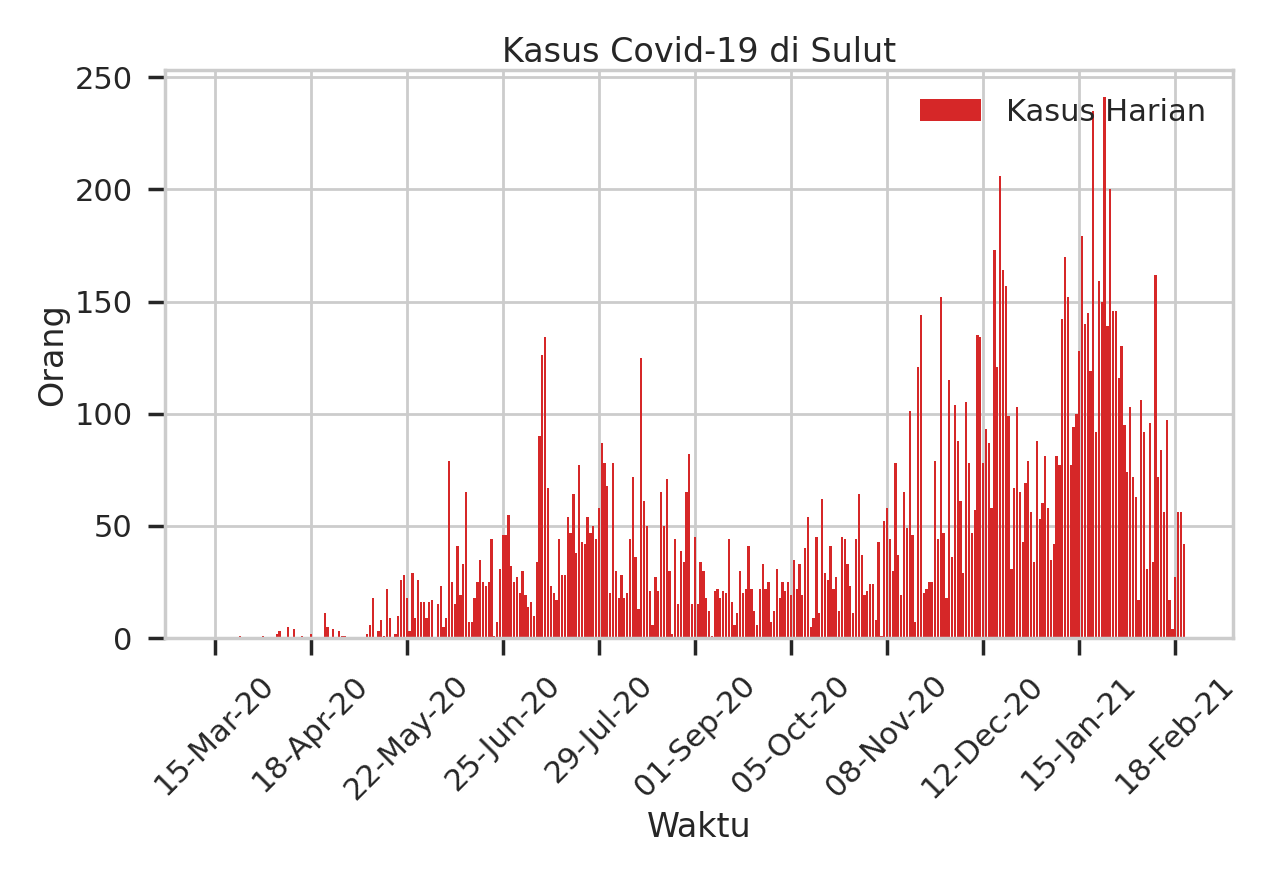 Kasus Covid-19 di Sulut
Kasus Harian
Orang
250
200
150
100
50
0
15-Mar-20
18-Apr-20
22-May-20
25-Jun-20
29-Jul-20
01-Sep-20
05-Oct-20
08-Nov-20
12-Dec-20
15-Jan-21
18-Feb-21
Waktu